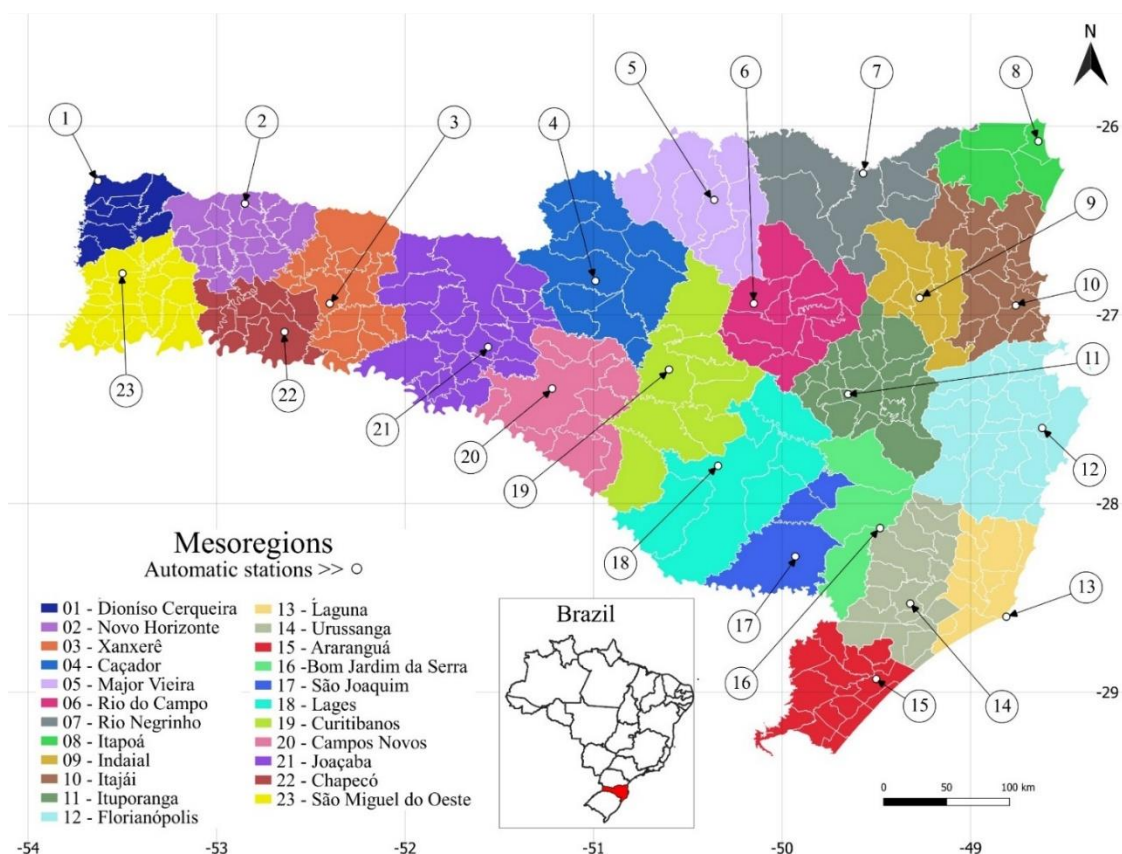 N
1
2
3
4
5
6
7
8
9
10
11
12
13
14
15
16
17
18
19
20
21
22
23
-26
-27
-28
-29
Mesoregions
Automatic stations >> ○
01 - Dioníso Cerqueira
02 - Novo Horizonte
03 - Xanxerê
04 - Caçador
05 - Major Vieira
06 - Rio do Campo
07 - Rio Negrinho
08 - Itapoá
09 - Indaial
10 - Itajái
11 - Ituporanga
12 - Florianópolis
13 - Laguna
14 - Urussanga
15 - Araranguá
16 -Bom Jardim da Serra
17 - São Joaquim
18 - Lages
19 - Curitibanos
20 - Campos Novos
21 - Joaçaba
22 - Chapecó
23 - São Miguel do Oeste
Brazil
0 50 100 km
-54 -53 -52 -51 -50 -49